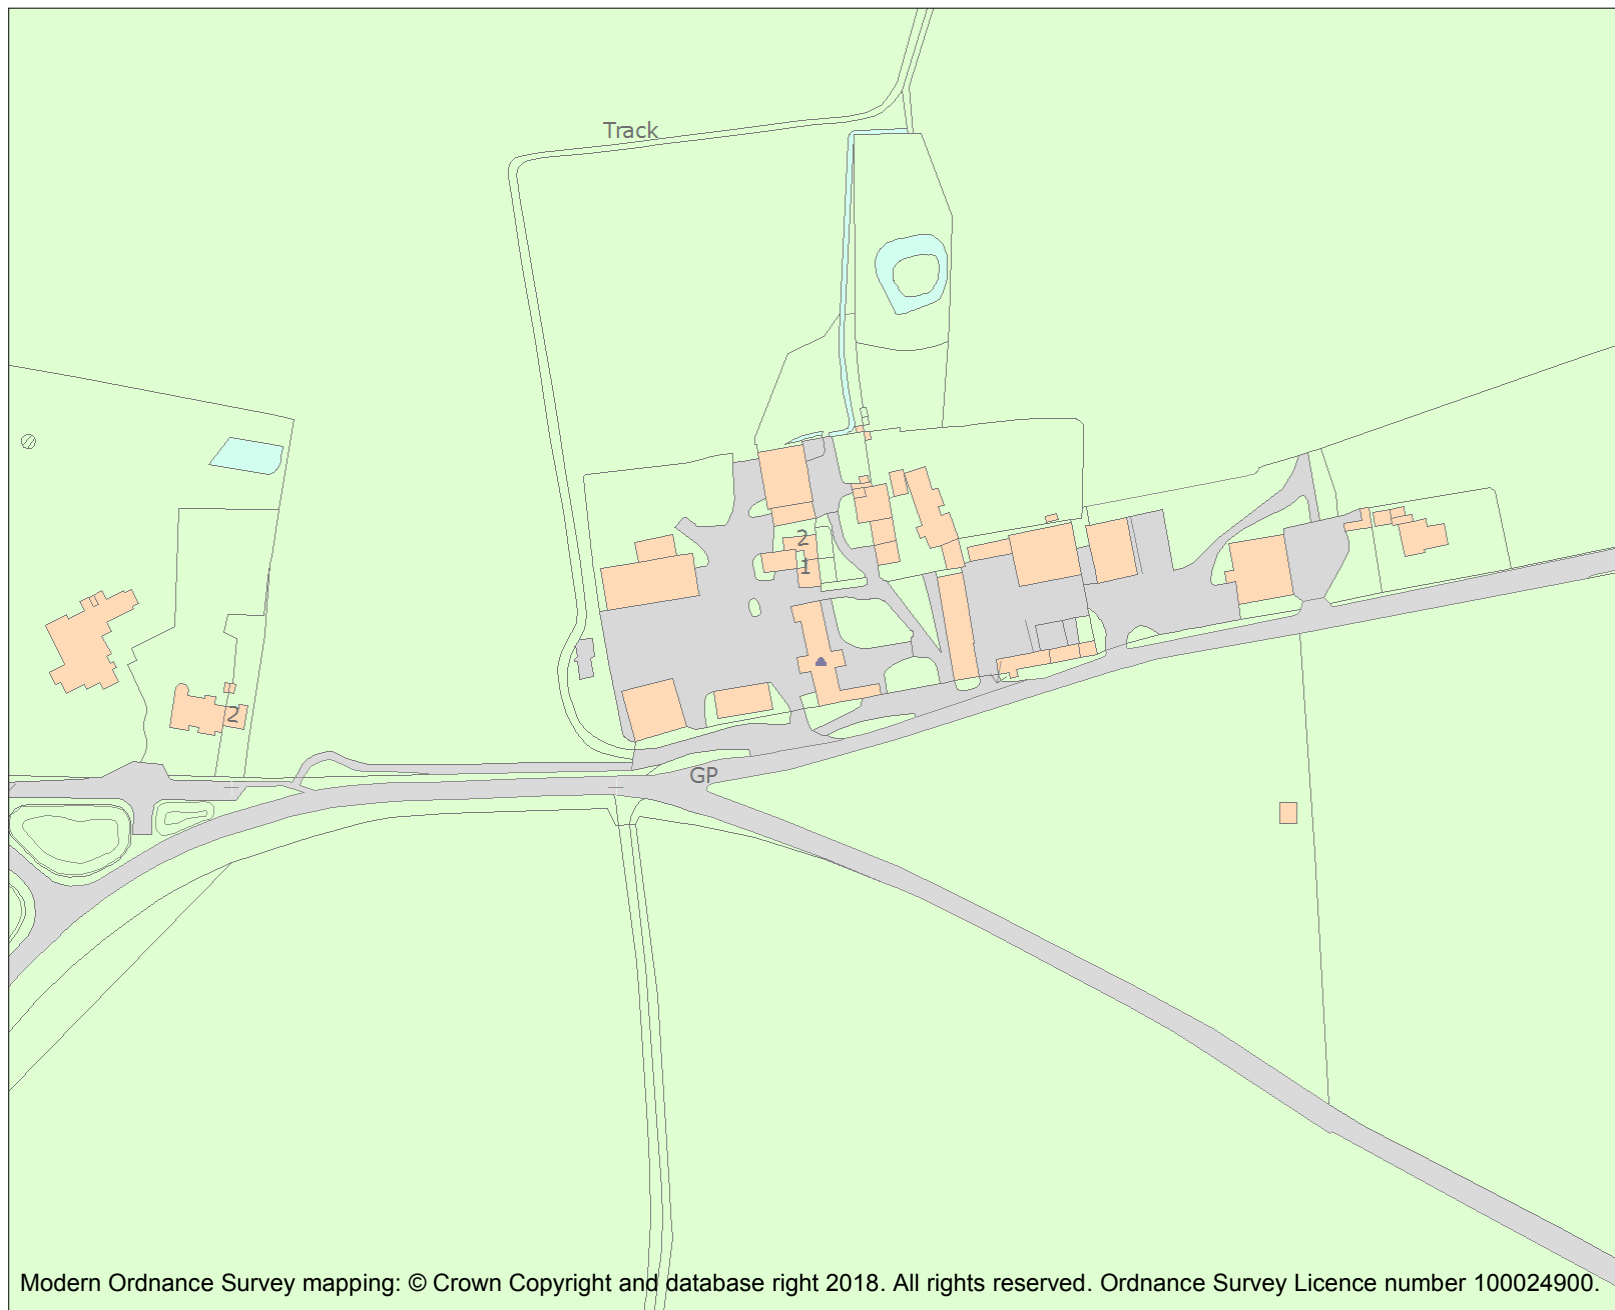 Track
2
1
2
GP
Modern Ordnance Survey mapping: © Crown Copyright and database right 2018. All rights reserved. Ordnance Survey Licence number 100024900.